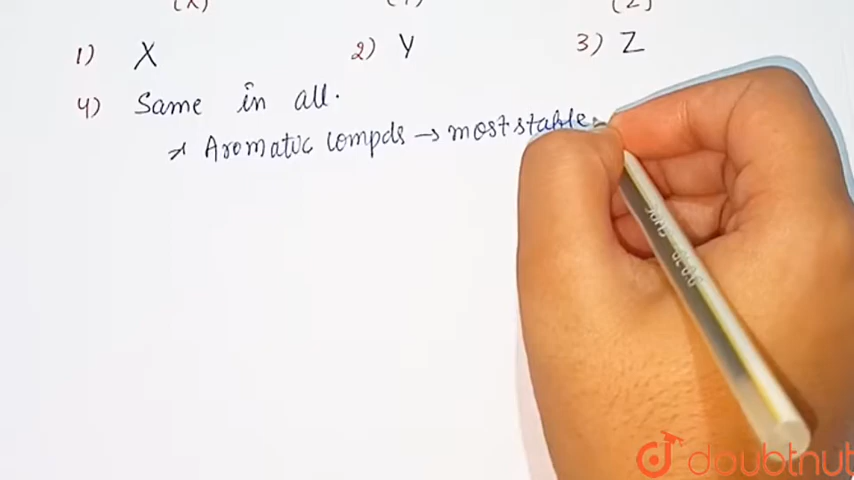 (X) (Y) (Z)
1) X 2) Y 3) Z
4) Same in all.
Aromatic compds → most stable
doubtnut